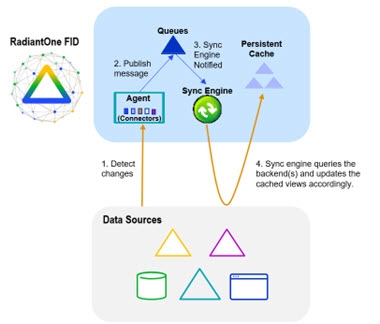 RadiantOne FID
Queues
2. Publish
message
3. Sync
Engine
Notified
Persistent
Cache
Agent
(Connectors)
Sync Engine
1. Detect
changes
4. Sync engine queries the
backend(s) and updates the
cached views accordingly.
Data Sources